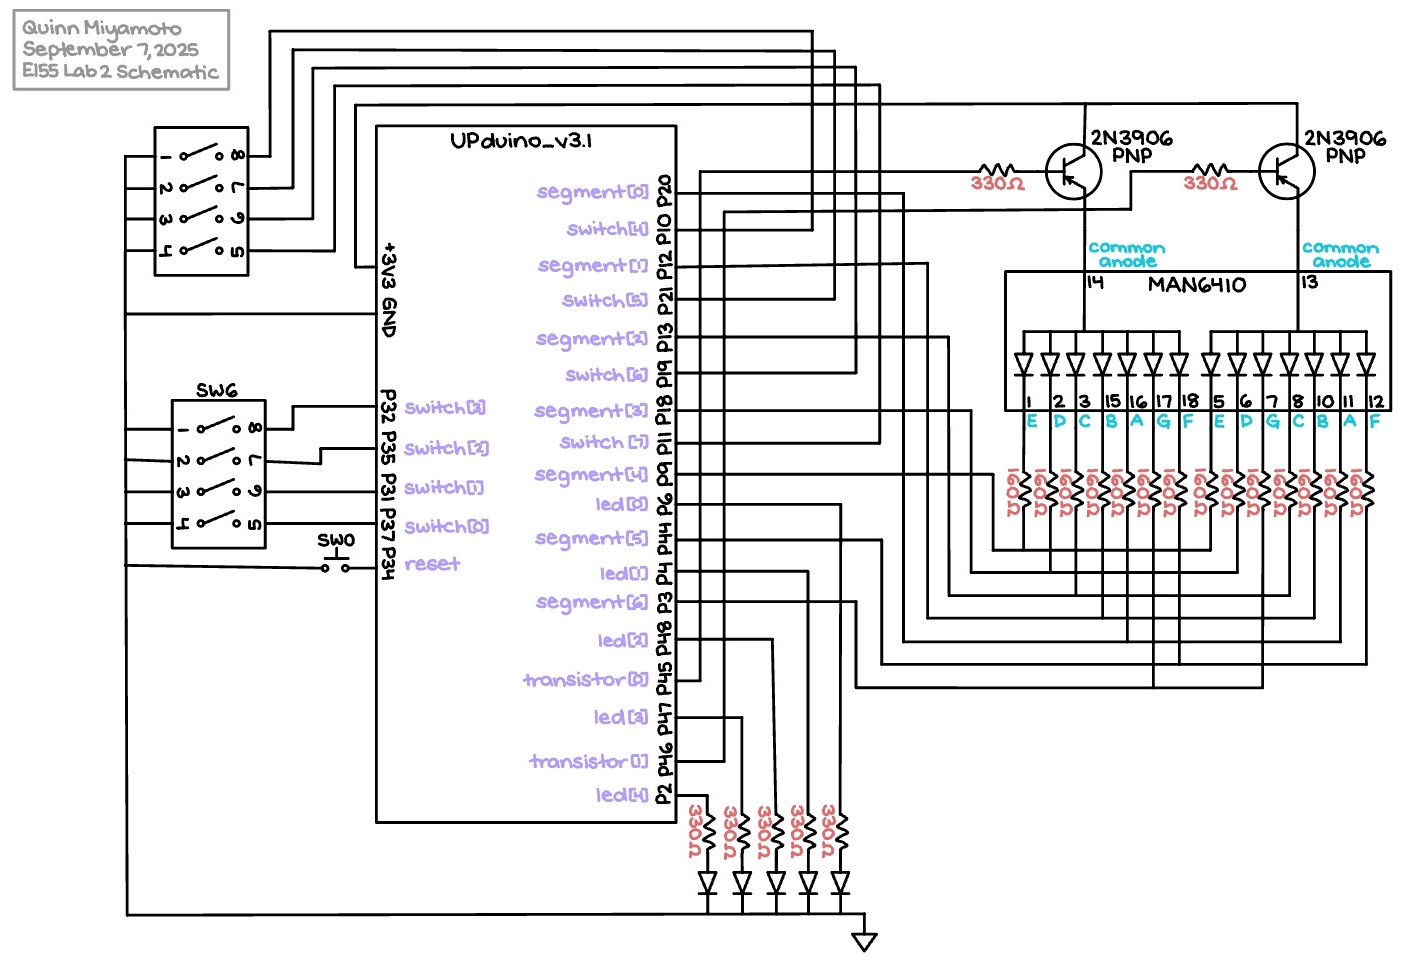 Quinn Miyamoto
September 7, 2025
E155 Lab 2 Schematic
1 8
2 7
3 6
4 5
UPduino_v3.1
+3V3
GND
SW6
1 8
2 7
3 6
4 5
SW0
P32 switch[3]
P35 switch[2]
P31 switch[1]
P37 switch[0]
P34 reset
segment[0] P20
switch[4] P10
segment[1] P12
switch[5] P21
segment[2] P13
switch[6] P19
segment[3] P18
switch[7] P11
segment[4] P9
led[0] P6
segment[5] P44
led[1] P4
segment[6] P3
led[2] P48
transistor[0] P45
led[3] P47
transistor[1] P46
led[4] P2
330Ω 330Ω 330Ω 330Ω 330Ω
330Ω
2N3906
PNP
330Ω
2N3906
PNP
common
anode
common
anode
14 MAN6410 13
1 2 3 15 16 17 18 5 6 7 8 10 11 12
E D C B A G F E D G C B A F
160Ω 160Ω 160Ω 160Ω 160Ω 160Ω 160Ω 160Ω 160Ω 160Ω 160Ω 160Ω 160Ω 160Ω